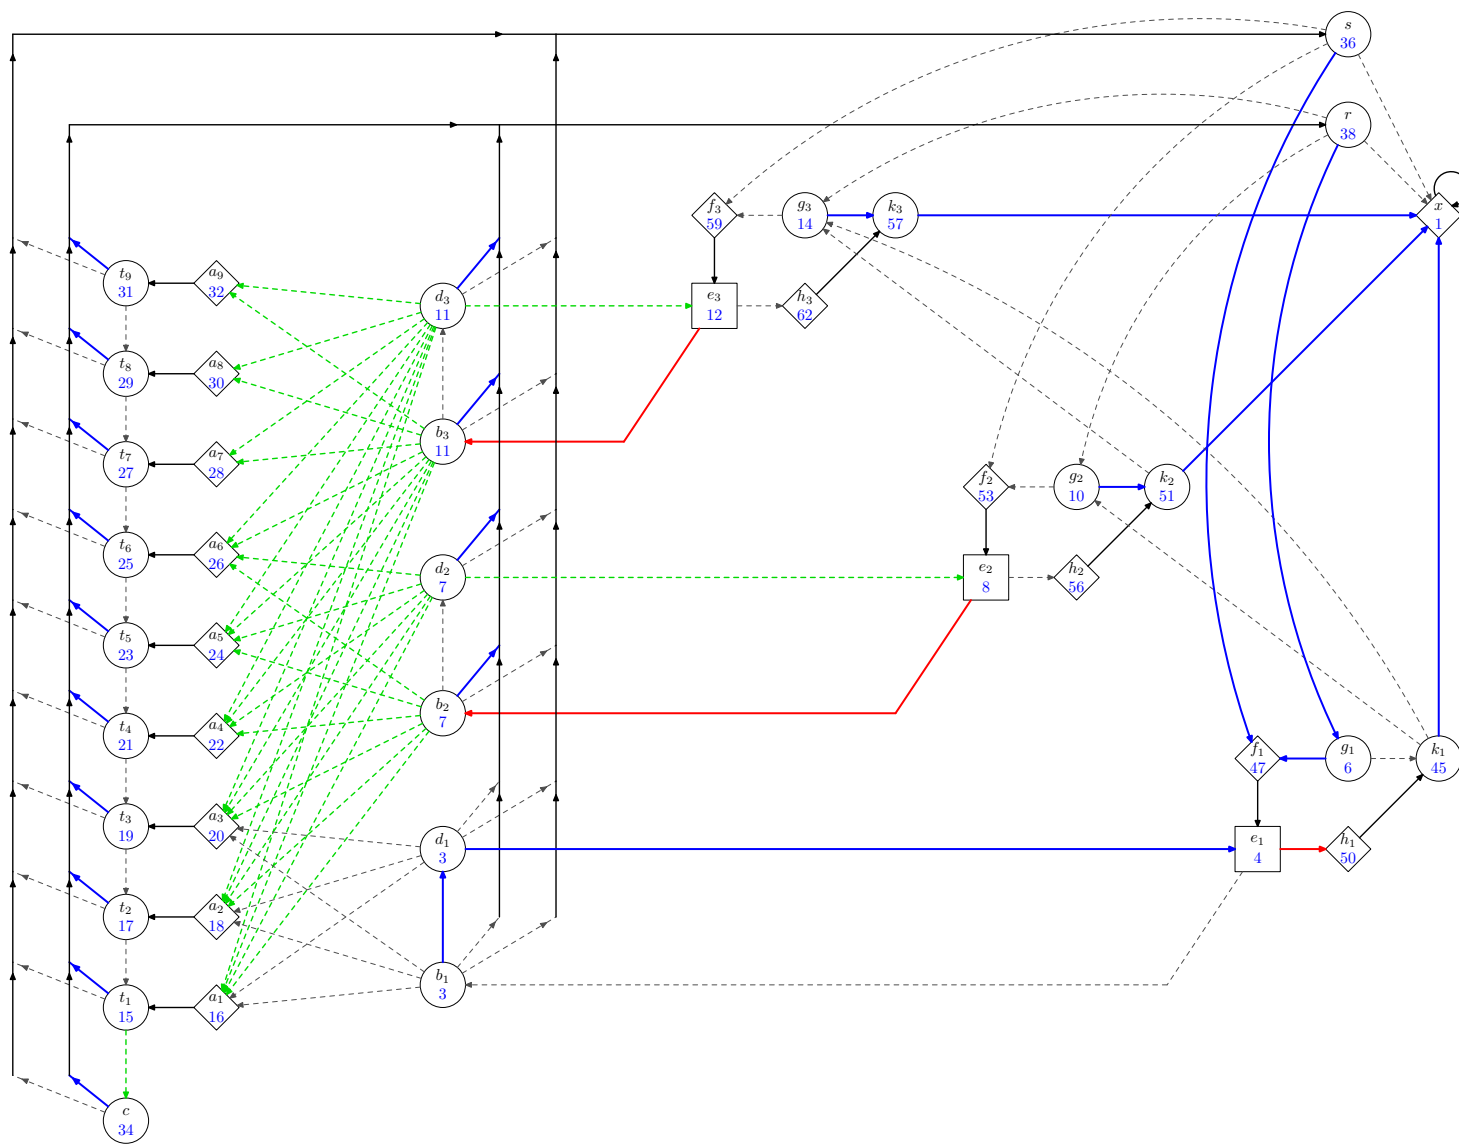 s
36
r
38
f₃
59
g₃
14
k₃
57
x
1
t₉
31
a₉
32
d₃
11
e₃
12
h₃
62
t₈
29
a₈
30
b₃
11
t₇
27
a₇
28
f₂
53
g₂
10
k₂
51
t₆
25
a₆
26
d₂
7
e₂
8
h₂
56
t₅
23
a₅
24
b₂
7
t₄
21
a₄
22
f₁
47
g₁
6
k₁
45
t₃
19
a₃
20
d₁
3
e₁
4
h₁
50
t₂
17
a₂
18
b₁
3
t₁
15
a₁
16
c
34